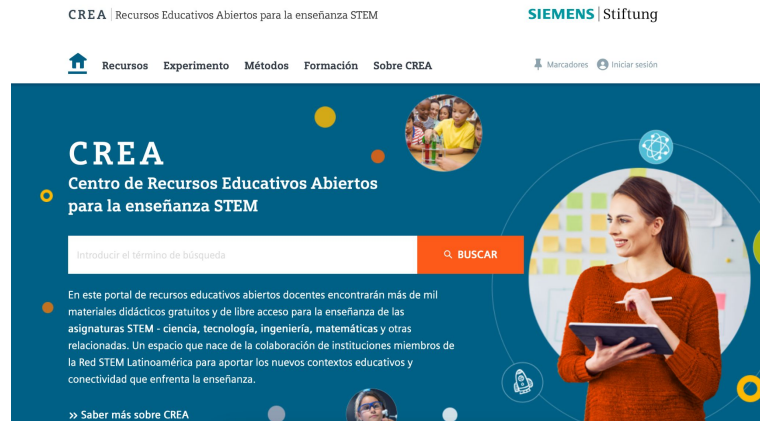 CREA | Recursos Educativos Abiertos para la enseñanza STEM
SIEMENS | Stiftung
Recursos Experimento Métodos Formación Sobre CREA
Marcadores Iniciar sesión
CREA
Centro de Recursos Educativos Abiertos
para la enseñanza STEM
Introducir el término de búsqueda
BUSCAR
En este portal de recursos educativos abiertos docentes encontrarán más de mil
materiales didácticos gratuitos y de libre acceso para la enseñanza de las
asignaturas STEM - ciencia, tecnología, ingeniería, matemáticas y otras
relacionadas. Un espacio que nace de la colaboración de instituciones miembros de
la Red STEM Latinoamérica para aportar los nuevos contextos educativos y
conectividad que enfrenta la enseñanza.
>> Saber más sobre CREA